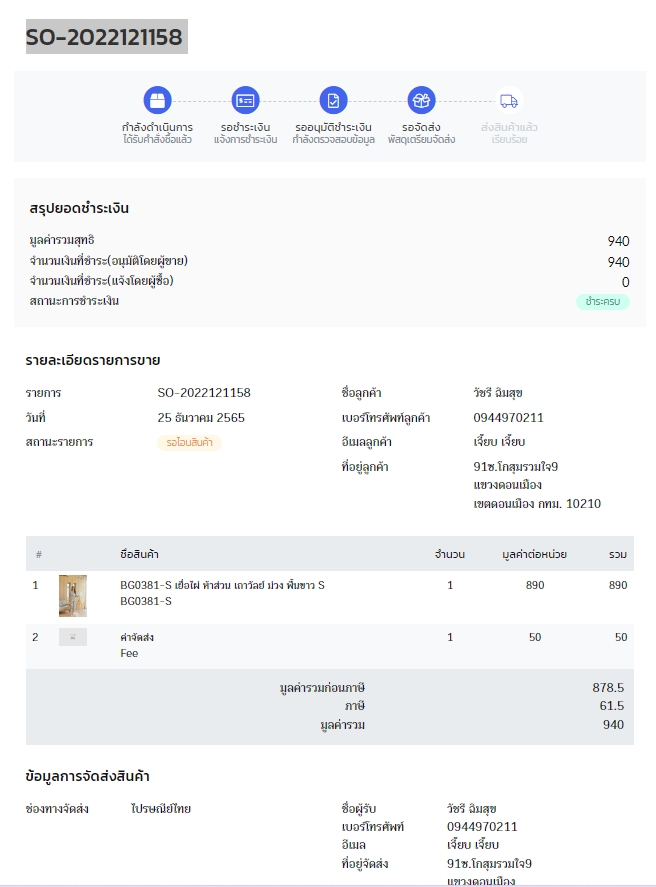 SO-2022121158
กำลังดำเนินการ
ได้รับคำสั่งซื้อแล้ว
รอชำระเงิน
แจ้งการชำระเงิน
รออนุมัติชำระเงิน
กำลังตรวจสอบข้อมูล
รอจัดส่ง
พัสดุเตรียมจัดส่ง
ส่งสินค้าแล้ว
เรียบร้อย
สรุปยอดชำระเงิน
มูลค่ารวมสุทธิ 940
จำนวนเงินที่ชำระ(อนุมัติโดยผู้ขาย) 940
จำนวนเงินที่ชำระ(แจ้งโดยผู้ซื้อ) 0
สถานะการชำระเงิน ชำระครบ
รายละเอียดรายการขาย
รายการ SO-2022121158
วันที่ 25 ธันวาคม 2565
สถานะรายการ รอโอนสินค้า
ชื่อลูกค้า วัชรี ฉิมสุข
เบอร์โทรศัพท์ลูกค้า 0944970211
อีเมลลูกค้า เจี๊ยบ เจี๊ยบ
ที่อยู่ลูกค้า 91ซ.โกสุมรวมใจ9
แขวงดอนเมือง
เขตดอนเมือง กทม. 10210
# ชื่อสินค้า จำนวน มูลค่าต่อหน่วย รวม
1 BG0381-S เยื่อไผ่ ห้าส่วน เถาวัลย์ ม่วง พื้นขาว S 1 890 890
BG0381-S
2 ค่าจัดส่ง 1 50 50
Fee
มูลค่ารวมก่อนภาษี 878.5
ภาษี 61.5
มูลค่ารวม 940
ข้อมูลการจัดส่งสินค้า
ช่องทางจัดส่ง ไปรษณีย์ไทย
ชื่อผู้รับ วัชรี ฉิมสุข
เบอร์โทรศัพท์ 0944970211
อีเมล เจี๊ยบ เจี๊ยบ
ที่อยู่จัดส่ง 91ซ.โกสุมรวมใจ9
แขวงดอนเมือง